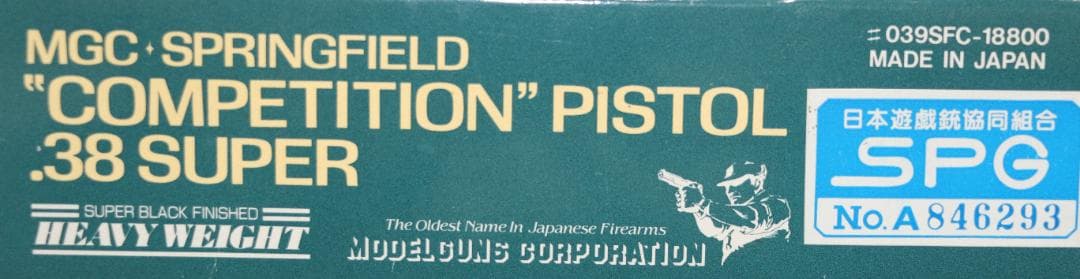 MGC・SPRINGFIELD
"COMPETITION" PISTOL
.38 SUPER
SUPER BLACK FINISHED
HEAVY WEIGHT
The Oldest Name In Japanese Firearms
MODELGUNS CORPORATION
#039SFC-18800
MADE IN JAPAN
日本遊戯銃協同組合
SPG
No.A846293